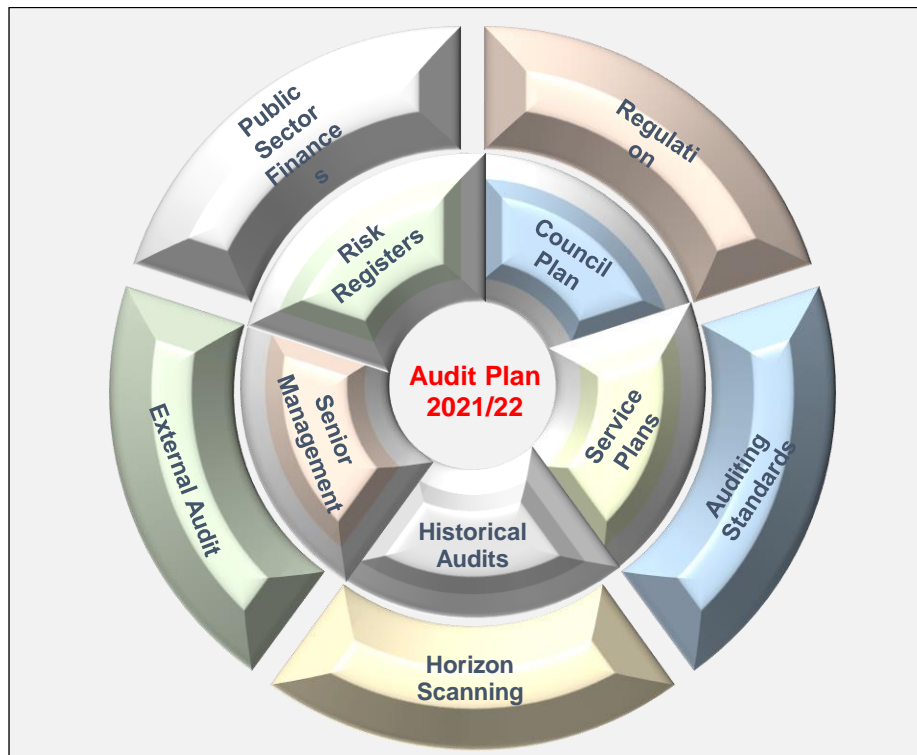 Public
Sector
Finance
s
Regulati
on
Risk
Registers
Council
Plan
Audit Plan
2021/22
Senior
Management
Service
Plans
External Audit
Auditing
Standards
Historical
Audits
Horizon
Scanning